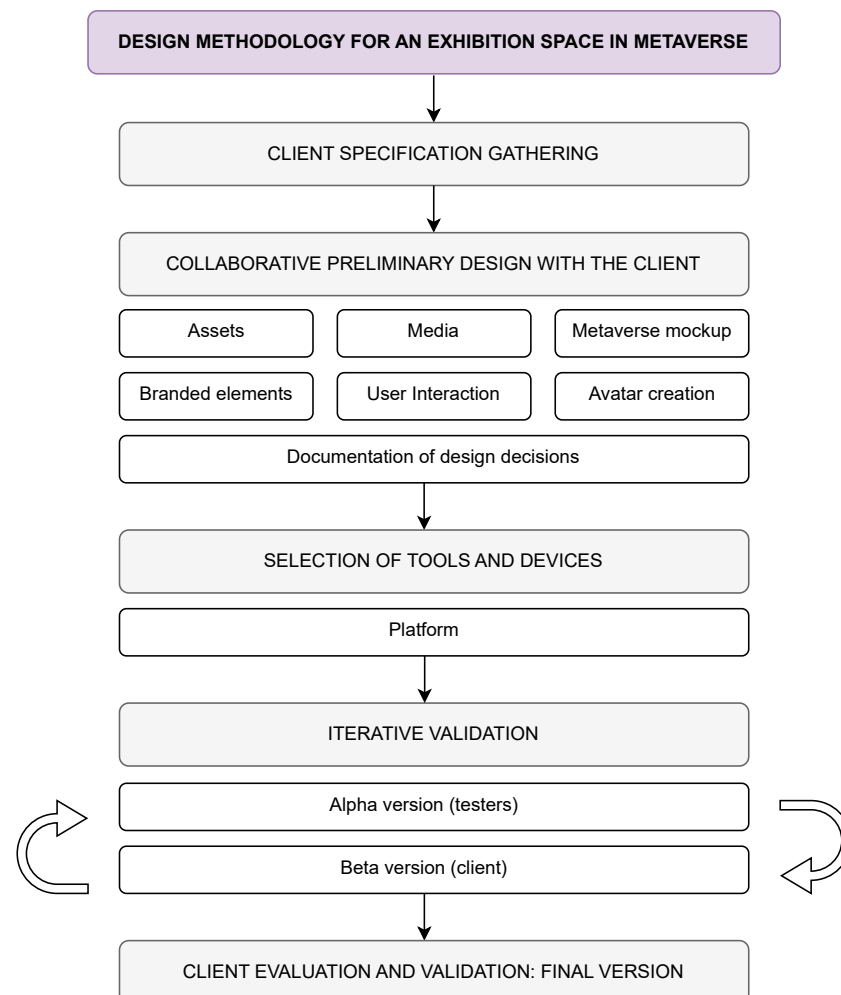 DESIGN METHODOLOGY FOR AN EXHIBITION SPACE IN METAVERSE
CLIENT SPECIFICATION GATHERING
COLLABORATIVE PRELIMINARY DESIGN WITH THE CLIENT
Assets
Media
Metaverse mockup
Branded elements
User Interaction
Avatar creation
Documentation of design decisions
SELECTION OF TOOLS AND DEVICES
Platform
ITERATIVE VALIDATION
Alpha version (testers)
Beta version (client)
CLIENT EVALUATION AND VALIDATION: FINAL VERSION